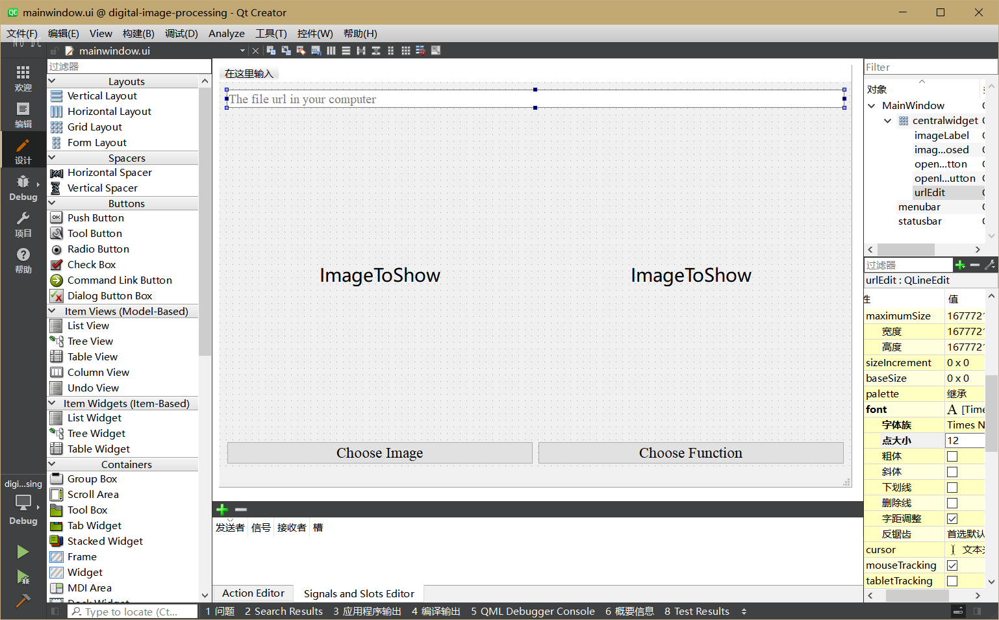 mainwindow.ui @ digital-image-processing - Qt Creator
文件(F) 编辑(E) View 构建(B) 调试(D) Analyze 工具(T) 控件(W) 帮助(H)
mainwindow.ui
欢迎
编辑
设计
Debug
项目
帮助
digi...sing
Debug
过滤器
Layouts
Vertical Layout
Horizontal Layout
Grid Layout
Form Layout
Spacers
Horizontal Spacer
Vertical Spacer
Buttons
Push Button
Tool Button
Radio Button
Check Box
Command Link Button
Dialog Button Box
Item Views (Model-Based)
List View
Tree View
Table View
Column View
Undo View
Item Widgets (Item-Based)
List Widget
Tree Widget
Table Widget
Containers
Group Box
Scroll Area
Tool Box
Tab Widget
Stacked Widget
Frame
Widget
MDI Area
Dock Widget
在这里输入
The file url in your computer
ImageToShow ImageToShow
Choose Image Choose Function
发送者 信号 接收者 槽
Action Editor Signals and Slots Editor
Filter
对象
MainWindow
centralwidget
imageLabel
imag...osed
open...tton
openI...utton
urlEdit
menubar
statusbar
过滤器
urlEdit : QLineEdit
性 值
maximumSize 1677721
宽度 1677721
高度 1677721
sizeIncrement 0 x 0
baseSize 0 x 0
palette 继承
font A [Time
字体族 Times N
点大小 12
粗体
斜体
下划线
删除线
字距调整
反锯齿 首选默认
cursor 文本光
mouseTracking
tabletTracking
Type to locate (Ct... 1 问题 2 Search Results 3 应用程序输出 4 编译输出 5 QML Debugger Console 6 概要信息 8 Test Results